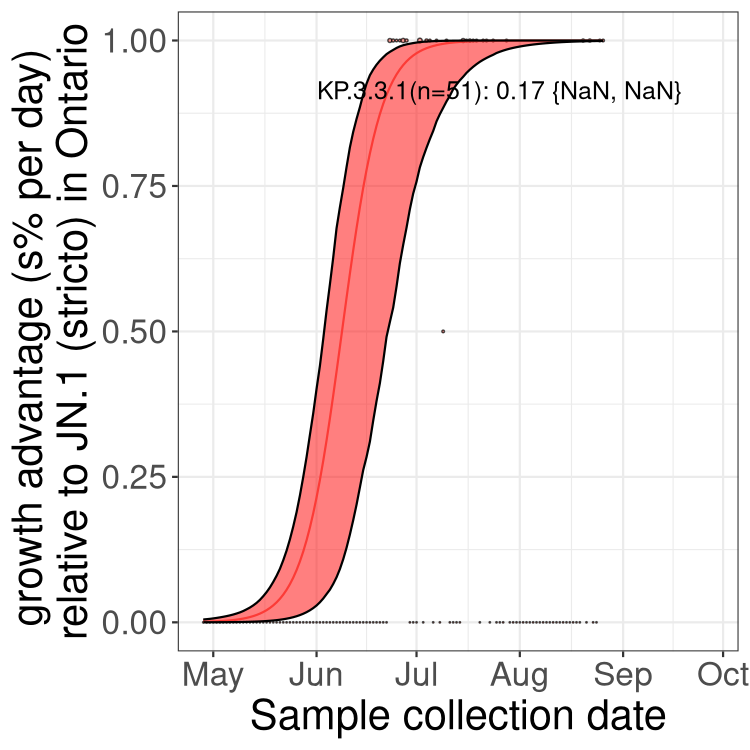 growth advantage (s% per day)
relative to JN.1 (stricto) in Ontario
1.00
0.75
0.50
0.25
0.00
KP.3.3.1(n=51): 0.17 {NaN, NaN}
May Jun Jul Aug Sep Oct
Sample collection date